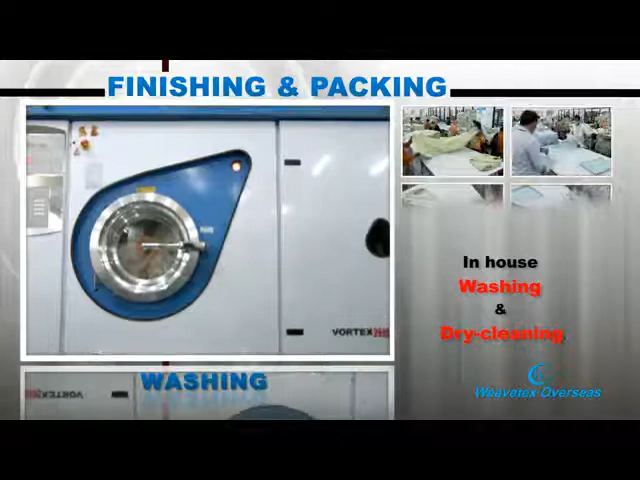 FINISHING & PACKING
In house
Washing
&
Dry-cleaning
VORTEX
WASHING
Weavetex Overseas